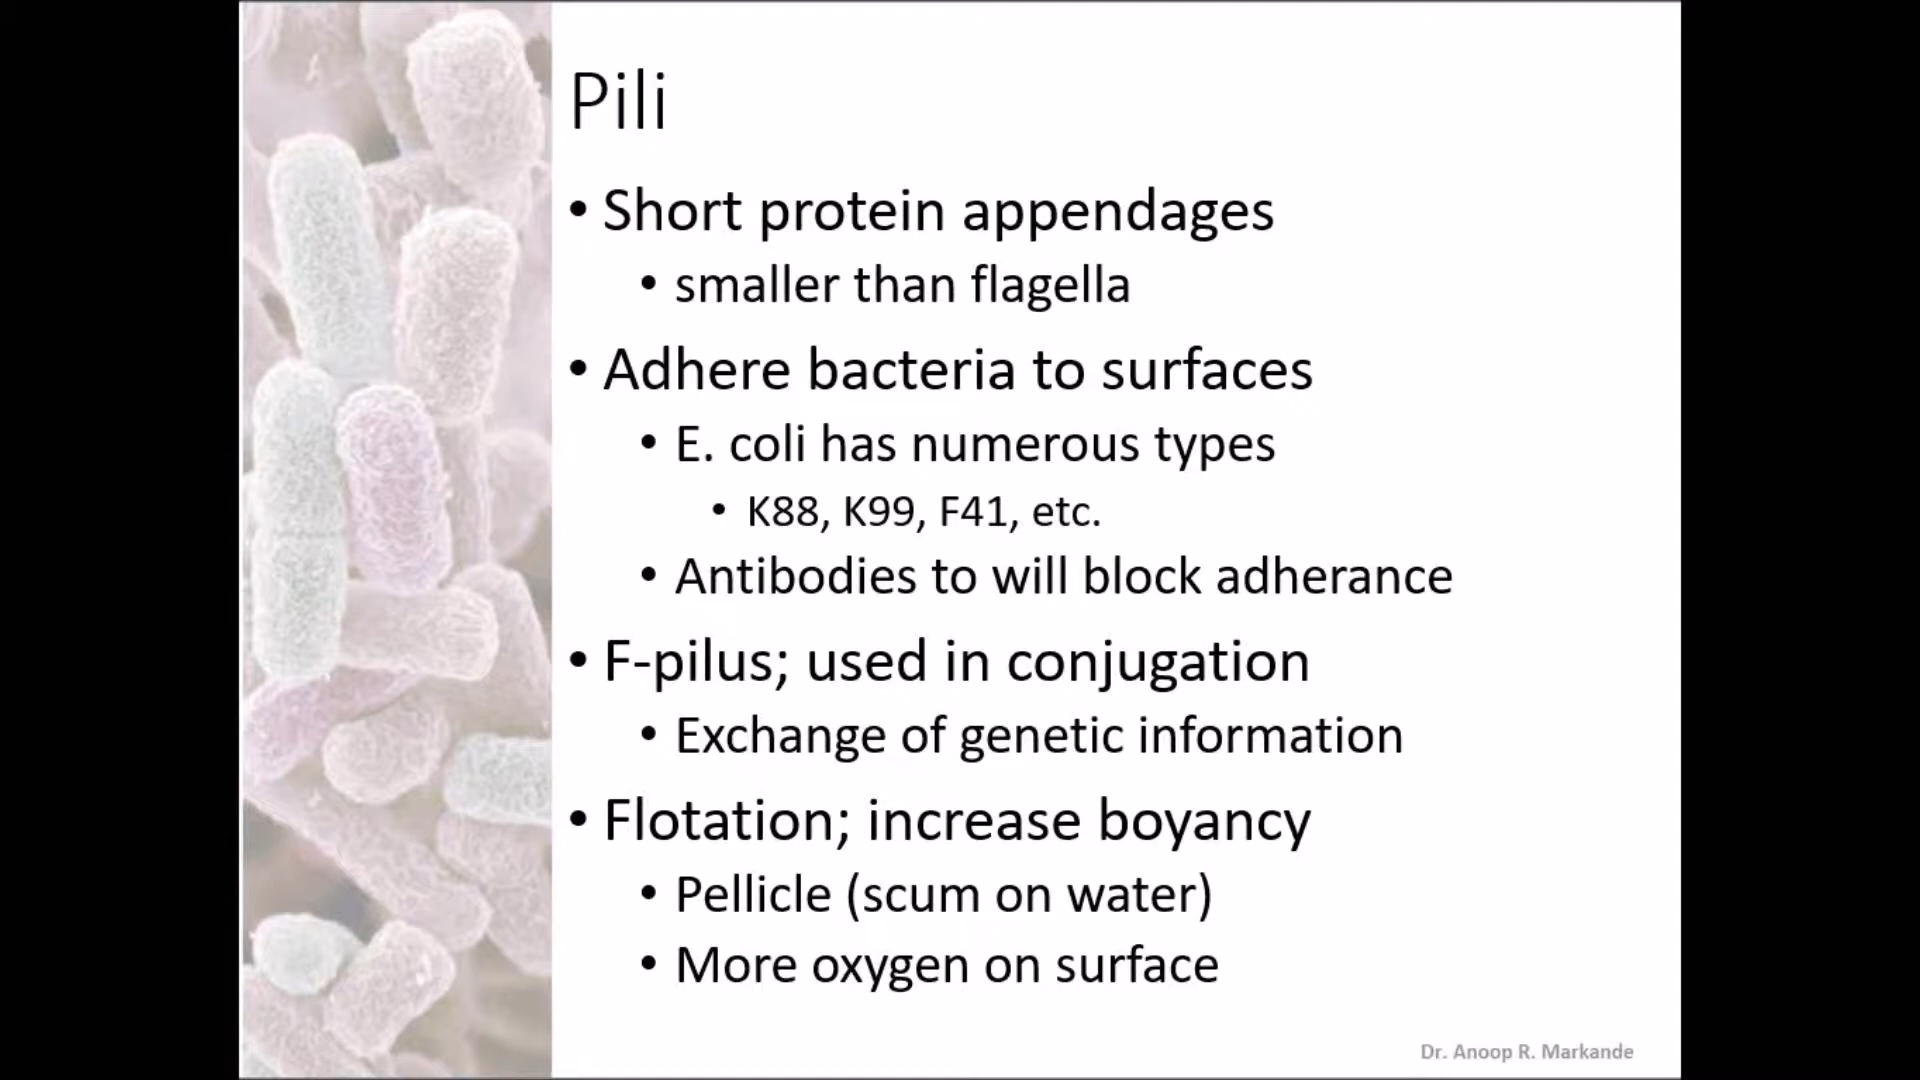 Pili
• Short protein appendages
• smaller than flagella
• Adhere bacteria to surfaces
• E. coli has numerous types
• K88, K99, F41, etc.
• Antibodies to will block adherance
• F-pilus; used in conjugation
• Exchange of genetic information
• Flotation; increase boyancy
• Pellicle (scum on water)
• More oxygen on surface
Dr. Anoop R. Markande